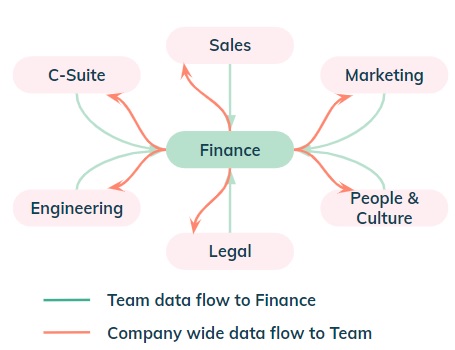 Sales
C-Suite
Marketing
Finance
Engineering
People &
Culture
Legal
Team data flow to Finance
Company wide data flow to Team